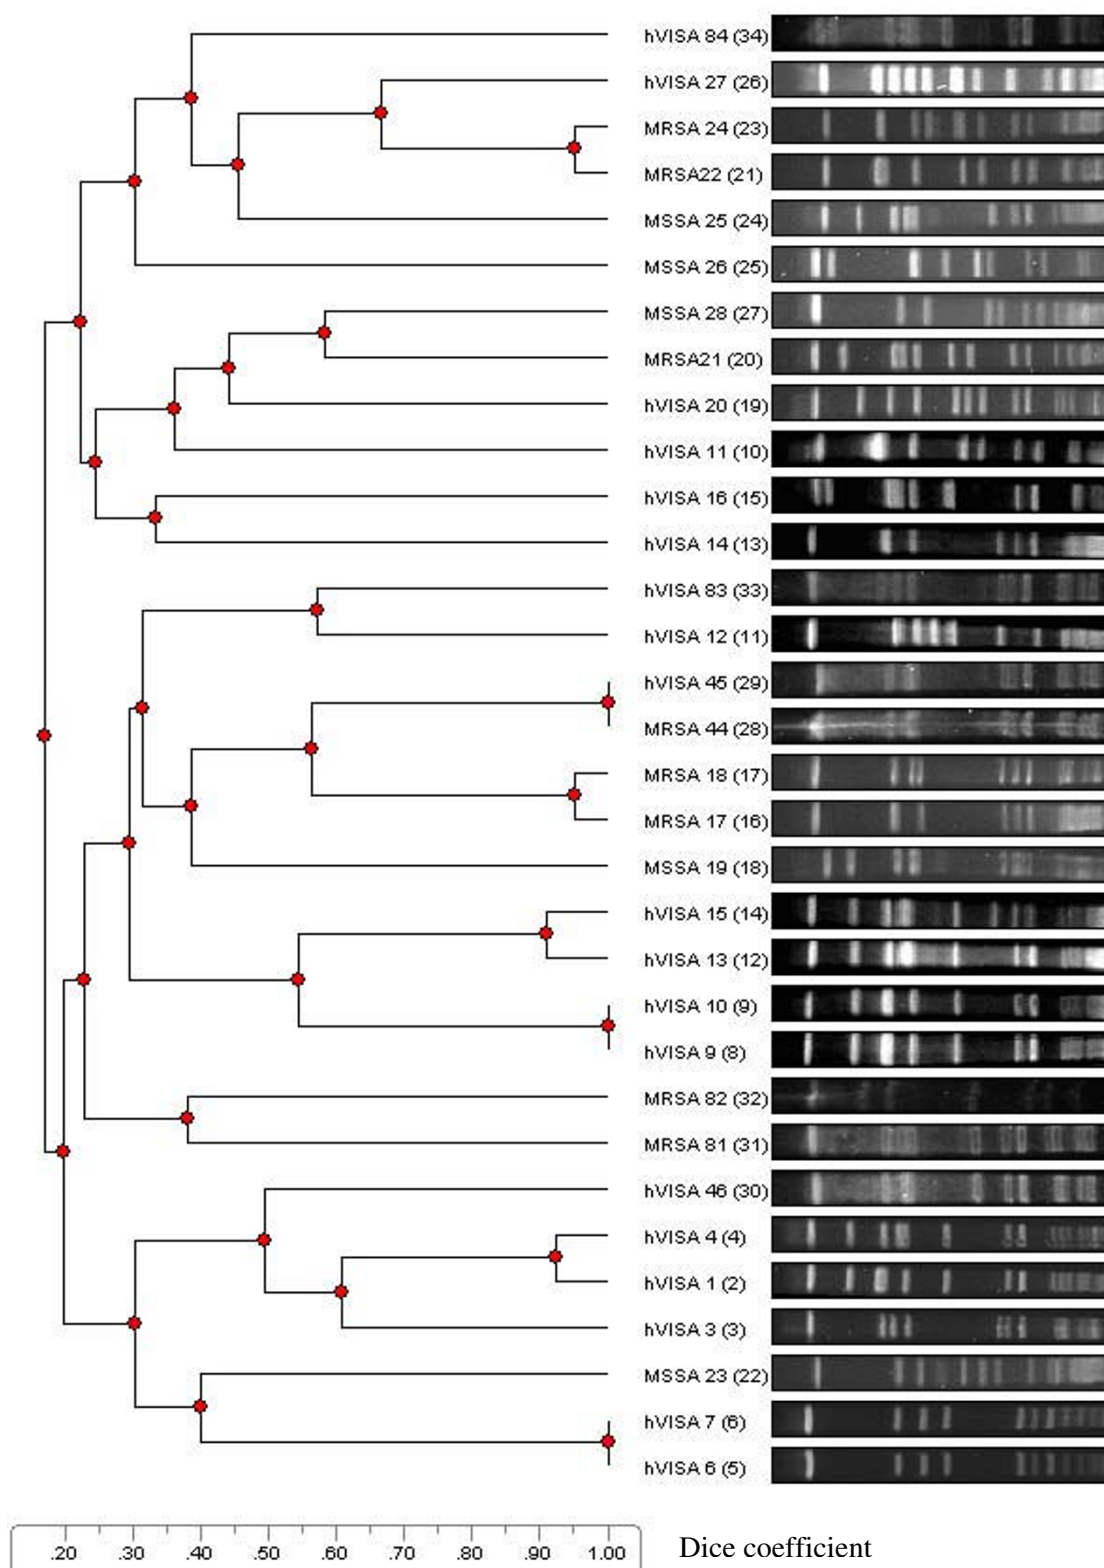 hVISA 84 (34)
hVISA 27 (26)
MRSA 24 (23)
MRSA22 (21)
MSSA 25 (24)
MSSA 26 (25)
MSSA 28 (27)
MRSA21 (20)
hVISA 20 (19)
hVISA 11 (10)
hVISA 16 (15)
hVISA 14 (13)
hVISA 83 (33)
hVISA 12 (11)
hVISA 45 (29)
MRSA 44 (28)
MRSA 18 (17)
MRSA 17 (16)
MSSA 19 (18)
hVISA 15 (14)
hVISA 13 (12)
hVISA 10 (9)
hVISA 9 (8)
MRSA 82 (32)
MRSA 81 (31)
hVISA 46 (30)
hVISA 4 (4)
hVISA 1 (2)
hVISA 3 (3)
MSSA 23 (22)
hVISA 7 (6)
hVISA 6 (5)
.20 .30 .40 .50 .60 .70 .80 .90 1.00 Dice coefficient